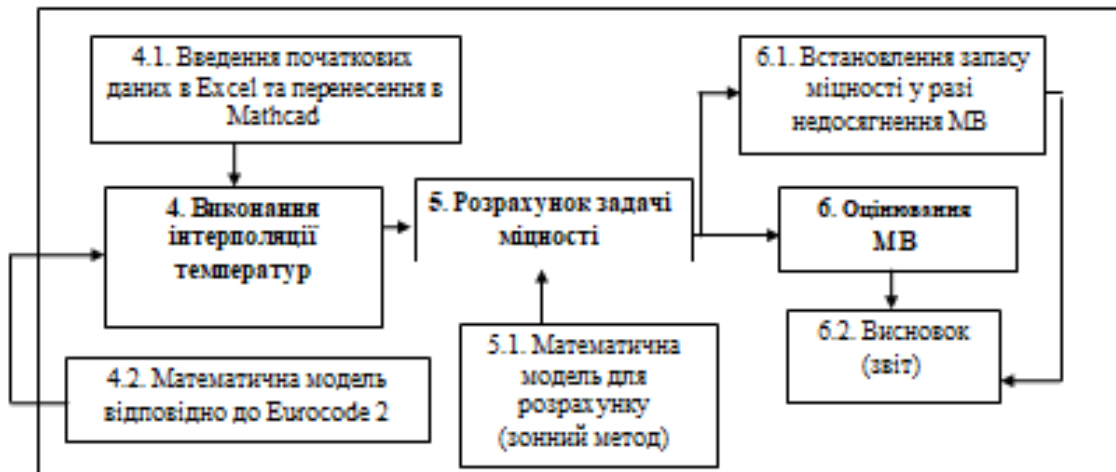 4.1. Введення початкових
даних в Excel та перенесення в
Mathcad
6.1. Встановлення запасу
міцності у разі
недосягнення МВ
4. Виконання
інтерполяції
температур
5. Розрахунок задачі
міцності
6. Оцінювання
МВ
4.2. Математична модель
відповідно до Eurocode 2
5.1. Математична
модель для
розрахунку
(зонний метод)
6.2. Висновок
(звіт)